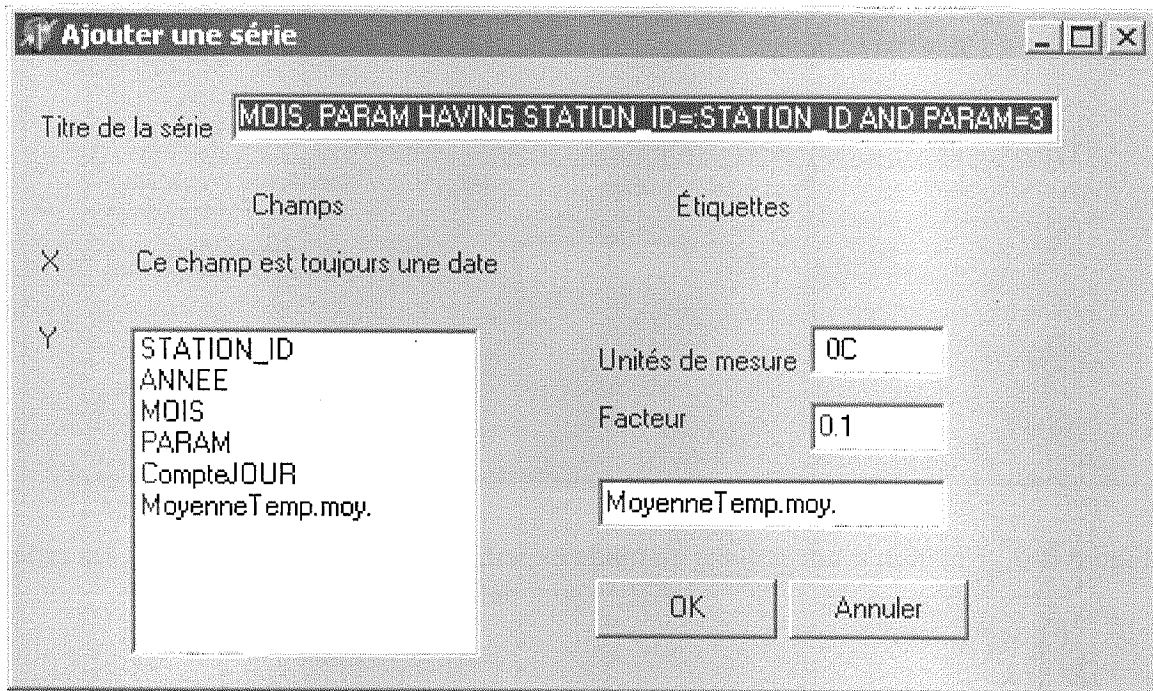 Ajouter une série
Titre de la série MOIS, PARAM HAVING STATION_ID=:STATION_ID AND PARAM=3
Champs Étiquettes
X Ce champ est toujours une date
Y
STATION_ID
ANNEE
MOIS
PARAM
CompteJOUR
MoyenneTemp.moy.
Unités de mesure 0C
Facteur 0.1
MoyenneTemp.moy.
OK Annuler